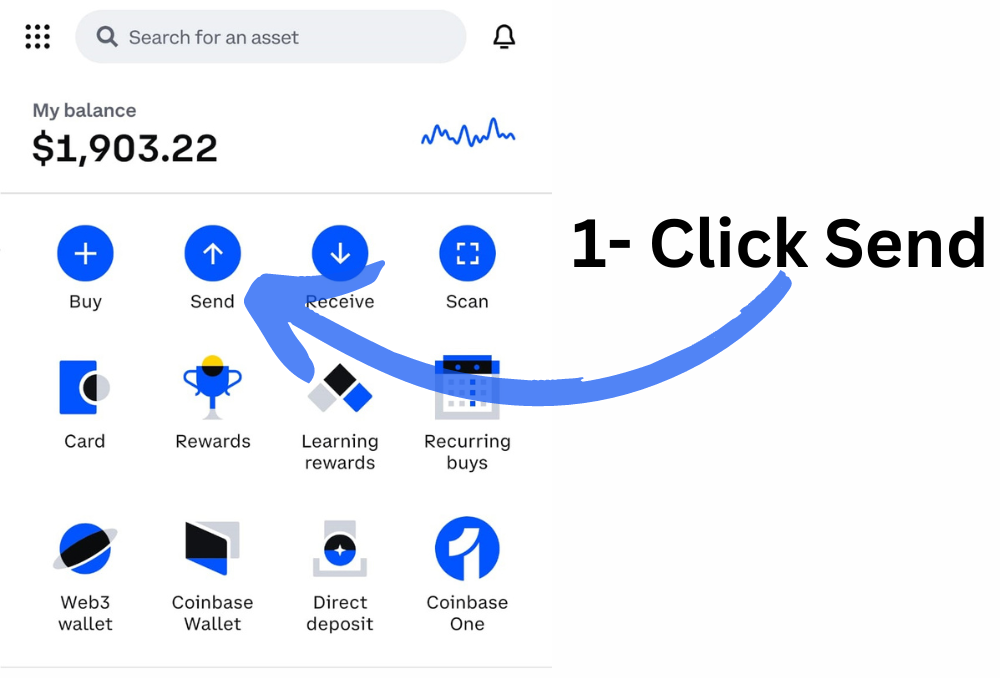 Search for an asset
My balance
$1,903.22
1- Click Send
Buy
Send
Receive
Scan
Card
Rewards
Learning
rewards
Recurring
buys
Web3
wallet
Coinbase
Wallet
Direct
deposit
Coinbase
One